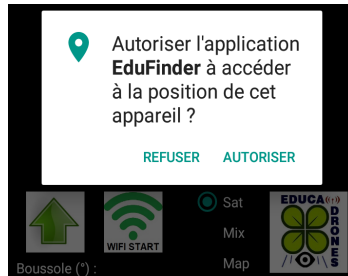 Autoriser l'application
EduFinder à accéder
à la position de cet
appareil ?
REFUSER AUTORISER
WIFI START
Sat
Mix
Map
EDUCA
DRONES
Boussole (°) :